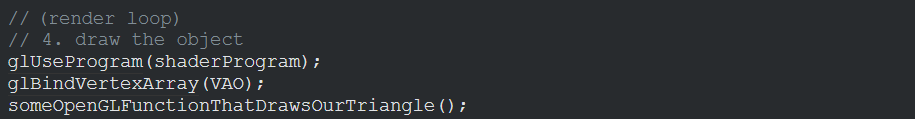 // (render loop)
// 4. draw the object
glUseProgram(shaderProgram);
glBindVertexArray(VAO);
someOpenGLFunctionThatDrawsOurTriangle();